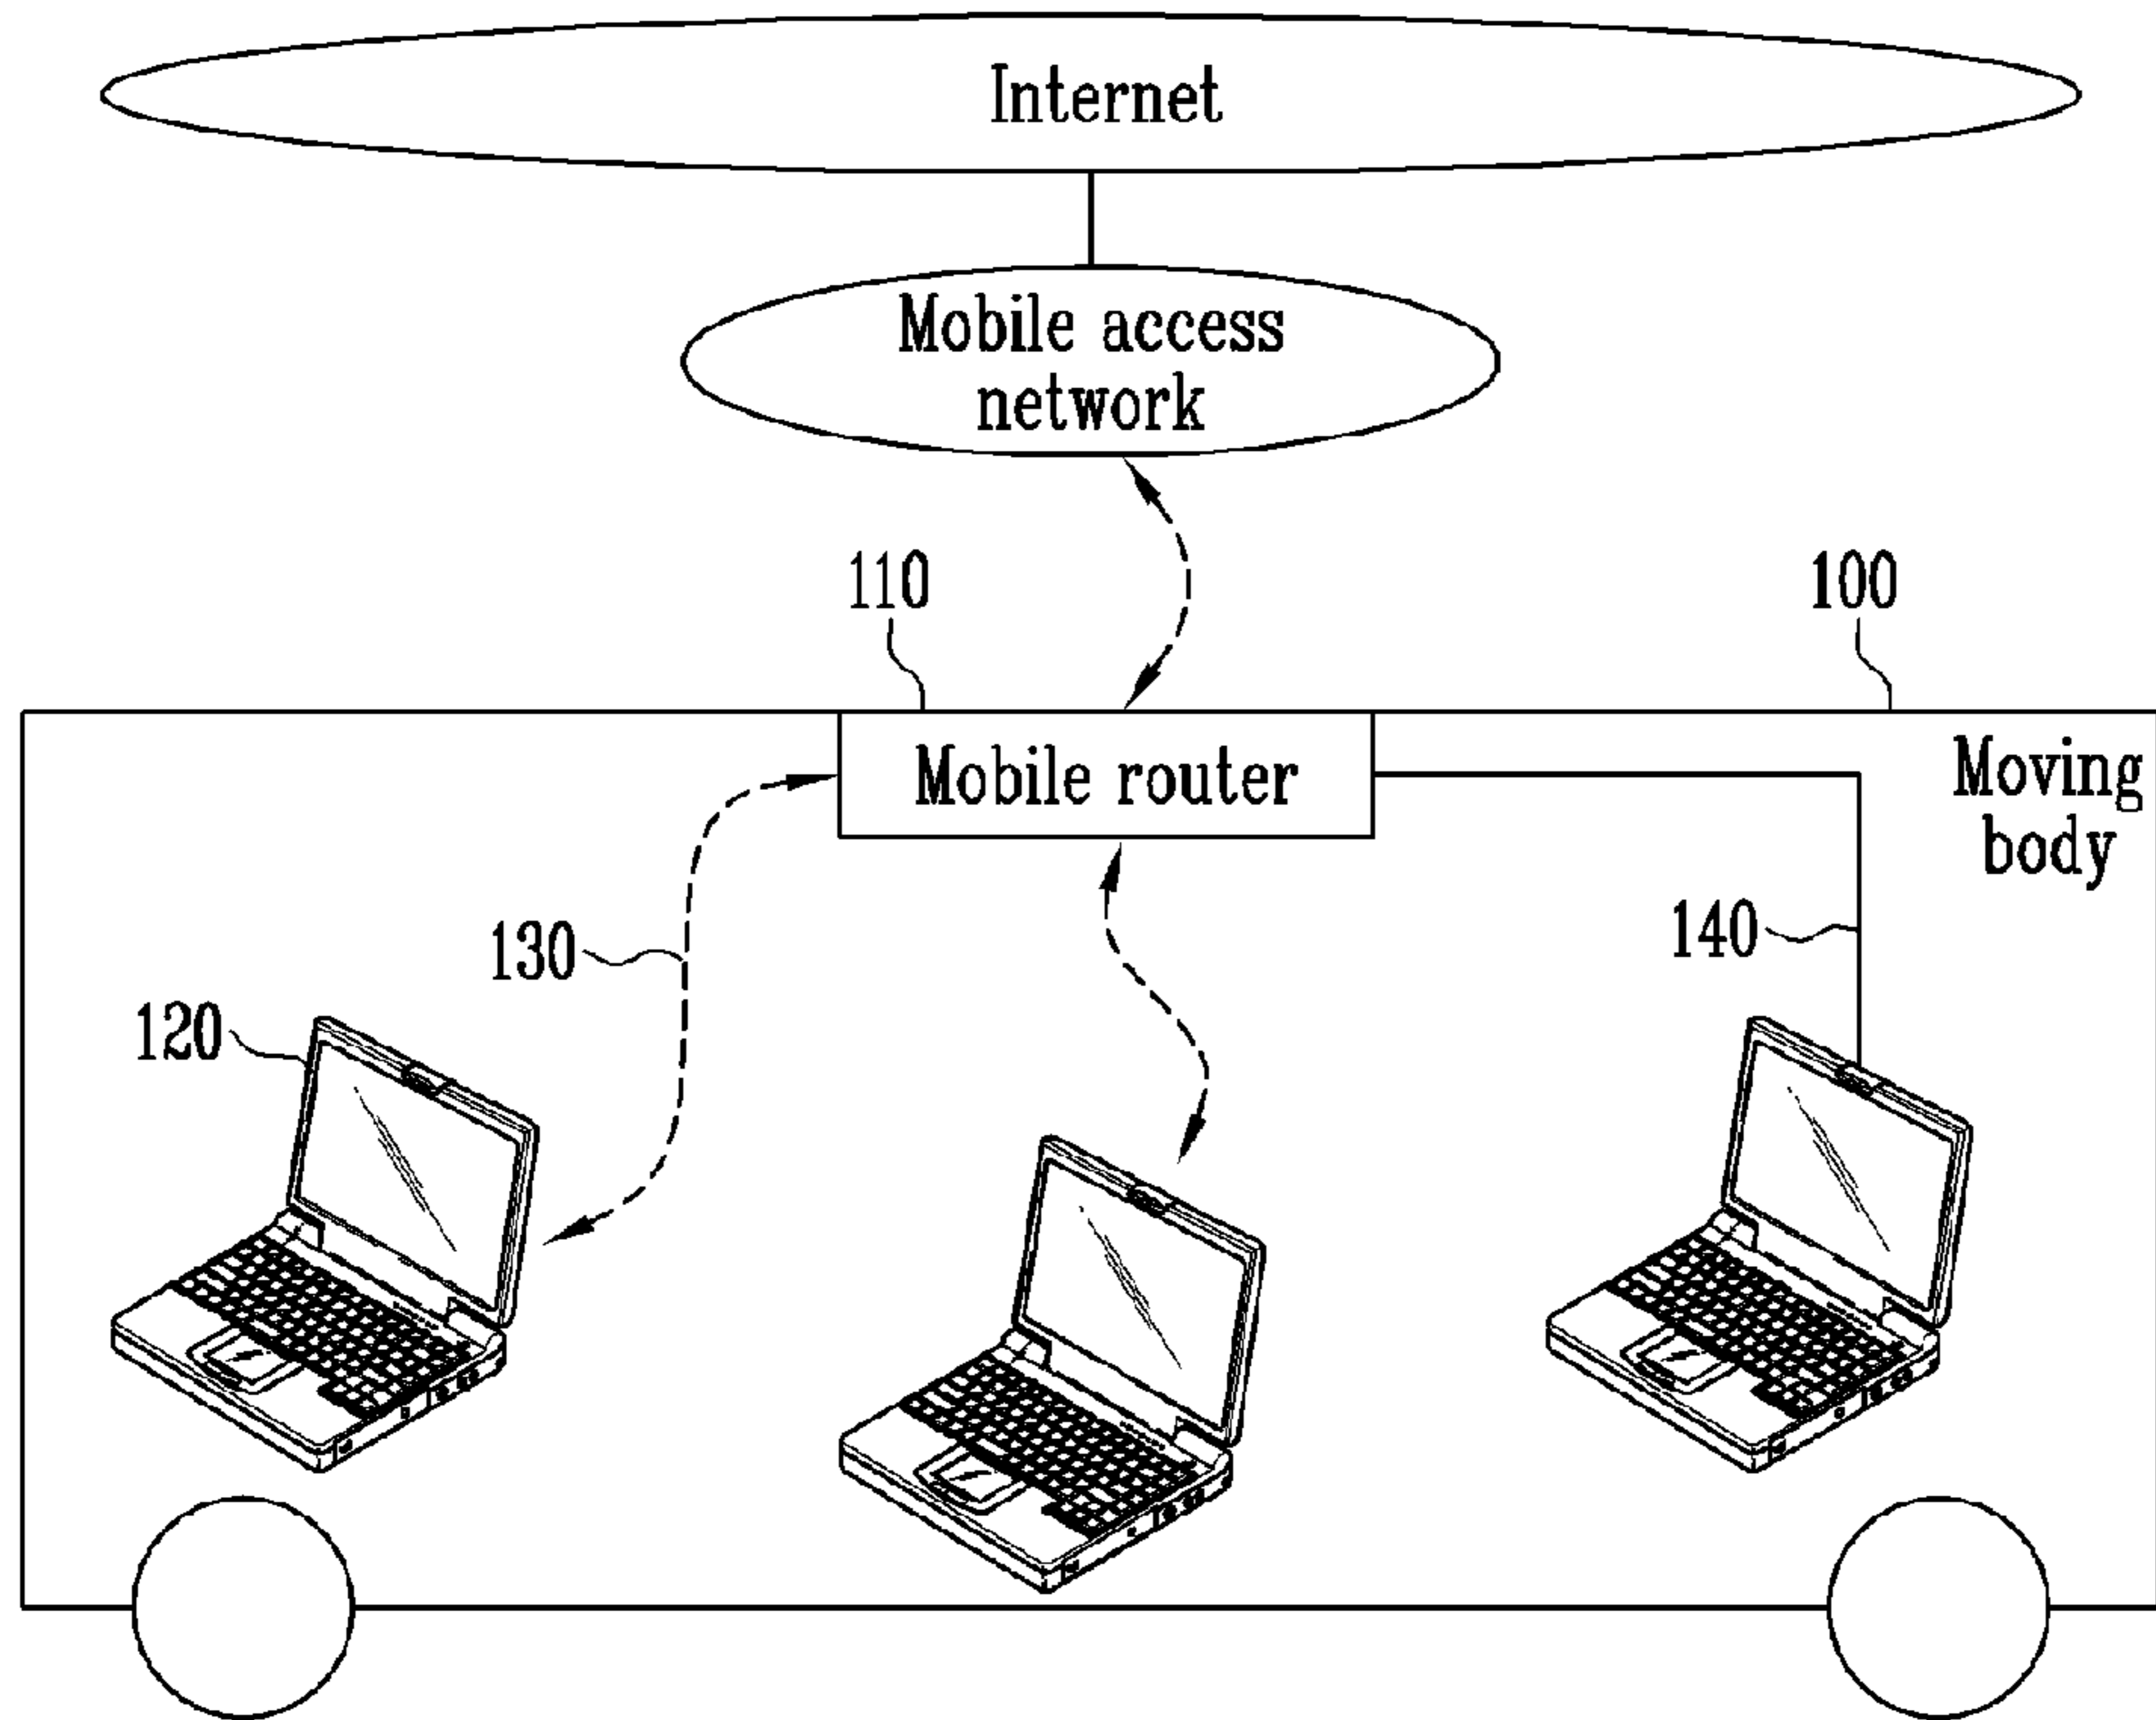 Internet
Mobile access
network
110
100
Mobile router
Moving
body
130
140
120